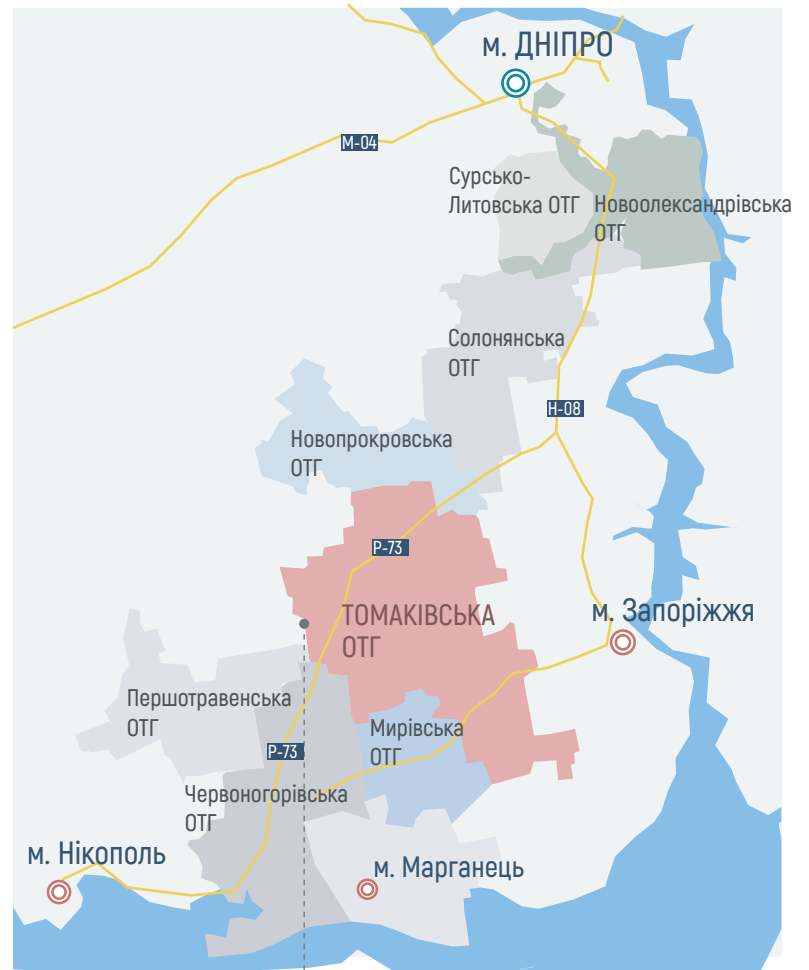 м. ДНІПРО
М-04
Сурсько-
Литовська ОТГ
Новоолександрівська
ОТГ
Солонянська
ОТГ
Н-08
Новопрокровська
ОТГ
Р-73
ТОМАКІВСЬКА
ОТГ
м. Запоріжжя
Першотравенська
ОТГ
Мирівська
ОТГ
Р-73
Червоногорівська
ОТГ
м. Нікополь
м. Марганець